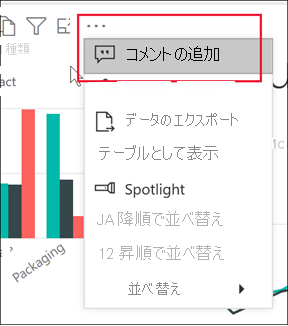 種類
コメントの追加
act
データのエクスポート
テーブルとして表示
Mc
Spotlight
JA 降順で並べ替え
12 昇順で並べ替え
Packaging
並べ替え